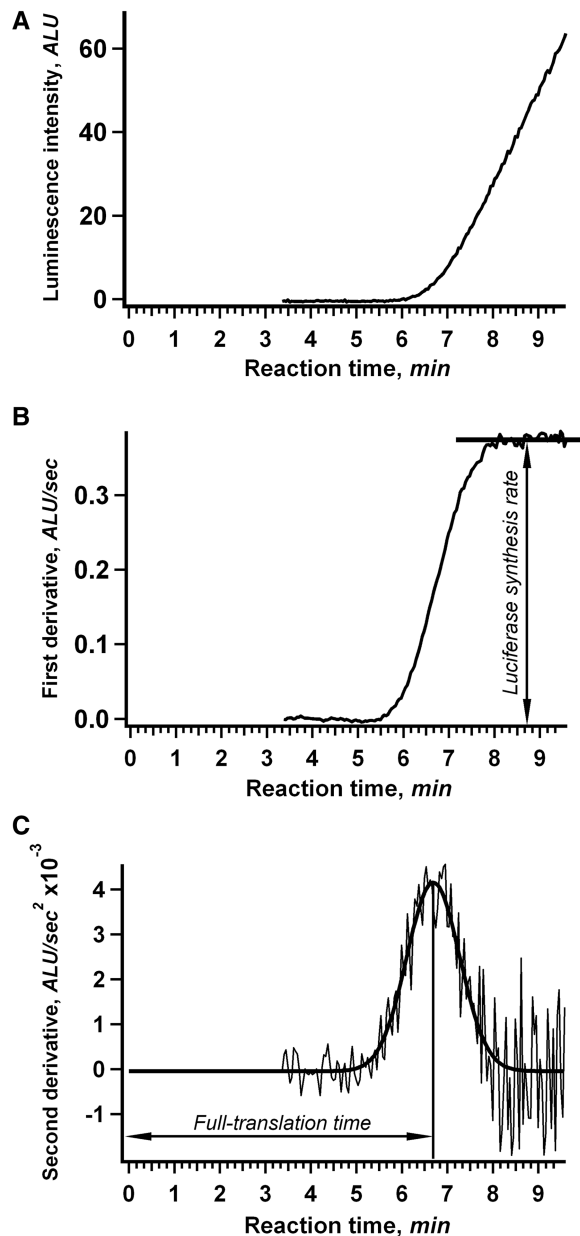 A
Luminescence intensity, ALU
60
40
20
0
0 1 2 3 4 5 6 7 8 9
Reaction time, min
B
First derivative, ALU/sec
0.3
0.2
0.1
0.0
Luciferase synthesis rate
0 1 2 3 4 5 6 7 8 9
Reaction time, min
C
Second derivative, ALU/sec² x10⁻³
4
3
2
1
0
-1
Full-translation time
0 1 2 3 4 5 6 7 8 9
Reaction time, min